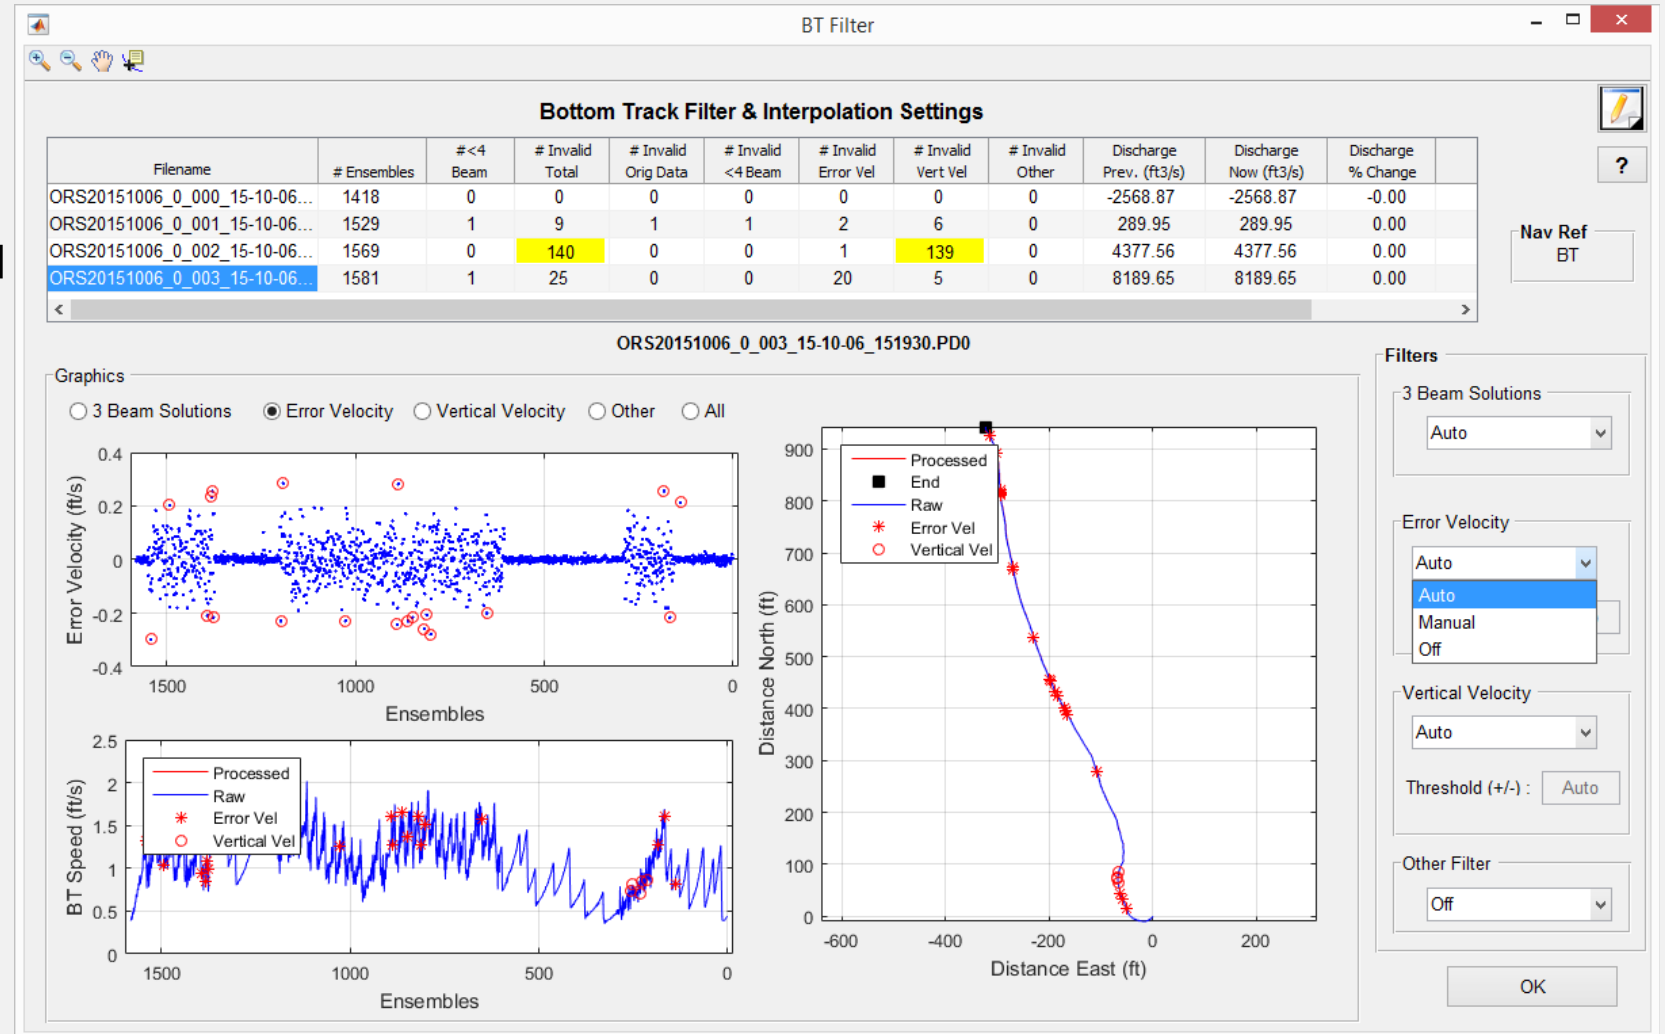 BT Filter
Bottom Track Filter & Interpolation Settings
?
Filename # Ensembles #<4 Beam # Invalid Total # Invalid Orig Data # Invalid <4 Beam # Invalid Error Vel # Invalid Vert Vel # Invalid Other Discharge Prev. (ft3/s) Discharge Now (ft3/s) Discharge % Change
ORS20151006_0_000_15-10-06... 1418 0 0 0 0 0 0 0 -2568.87 -2568.87 -0.00
ORS20151006_0_001_15-10-06... 1529 1 9 1 1 2 6 0 289.95 289.95 0.00
ORS20151006_0_002_15-10-06... 1569 0 140 0 0 1 139 0 4377.56 4377.56 0.00
ORS20151006_0_003_15-10-06... 1581 1 25 0 0 20 5 0 8189.65 8189.65 0.00
Nav Ref
BT
ORS20151006_0_003_15-10-06_151930.PD0
Graphics
3 Beam Solutions Error Velocity Vertical Velocity Other All
Error Velocity (ft/s)
0.4
0.2
0
-0.2
-0.4
1500 1000 500 0
Ensembles
BT Speed (ft/s)
2.5
2
1.5
1
0.5
0
Processed
Raw
Error Vel
Vertical Vel
1500 1000 500 0
Ensembles
Distance North (ft)
900
800
700
600
500
400
300
200
100
0
Processed
End
Raw
Error Vel
Vertical Vel
-600 -400 -200 0 200
Distance East (ft)
Filters
3 Beam Solutions
Auto
Error Velocity
Auto
Auto
Manual
Off
Vertical Velocity
Auto
Threshold (+/-) : Auto
Other Filter
Off
OK